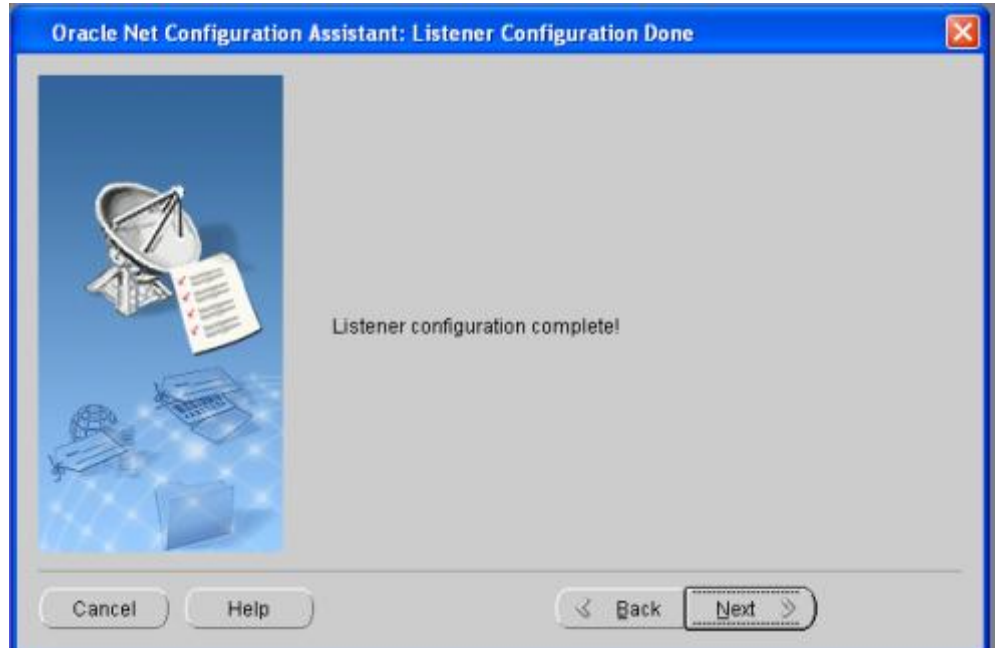 Oracle Net Configuration Assistant: Listener Configuration Done
Listener configuration complete!
Cancel
Help
Back
Next